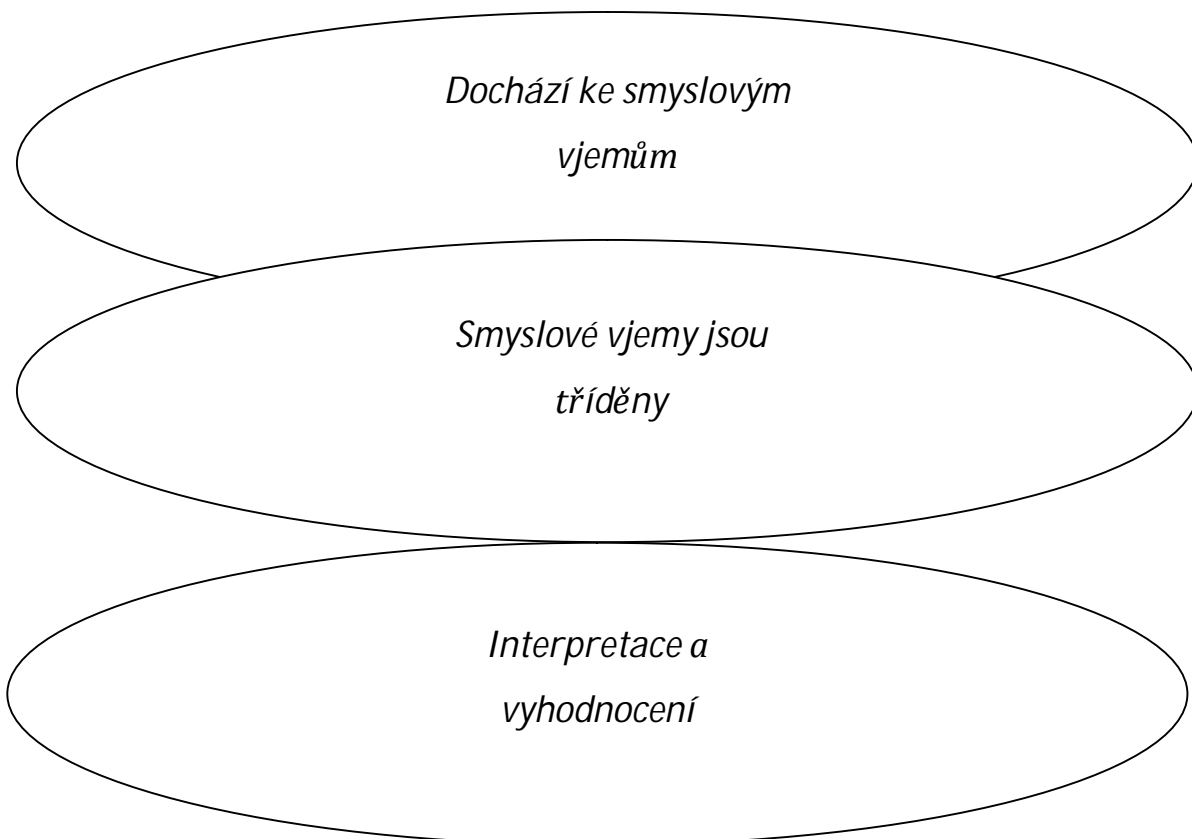 Dochází ke smyslovým
vjemům
Smyslové vjemy jsou
tříděny
Interpretace a
vyhodnocení